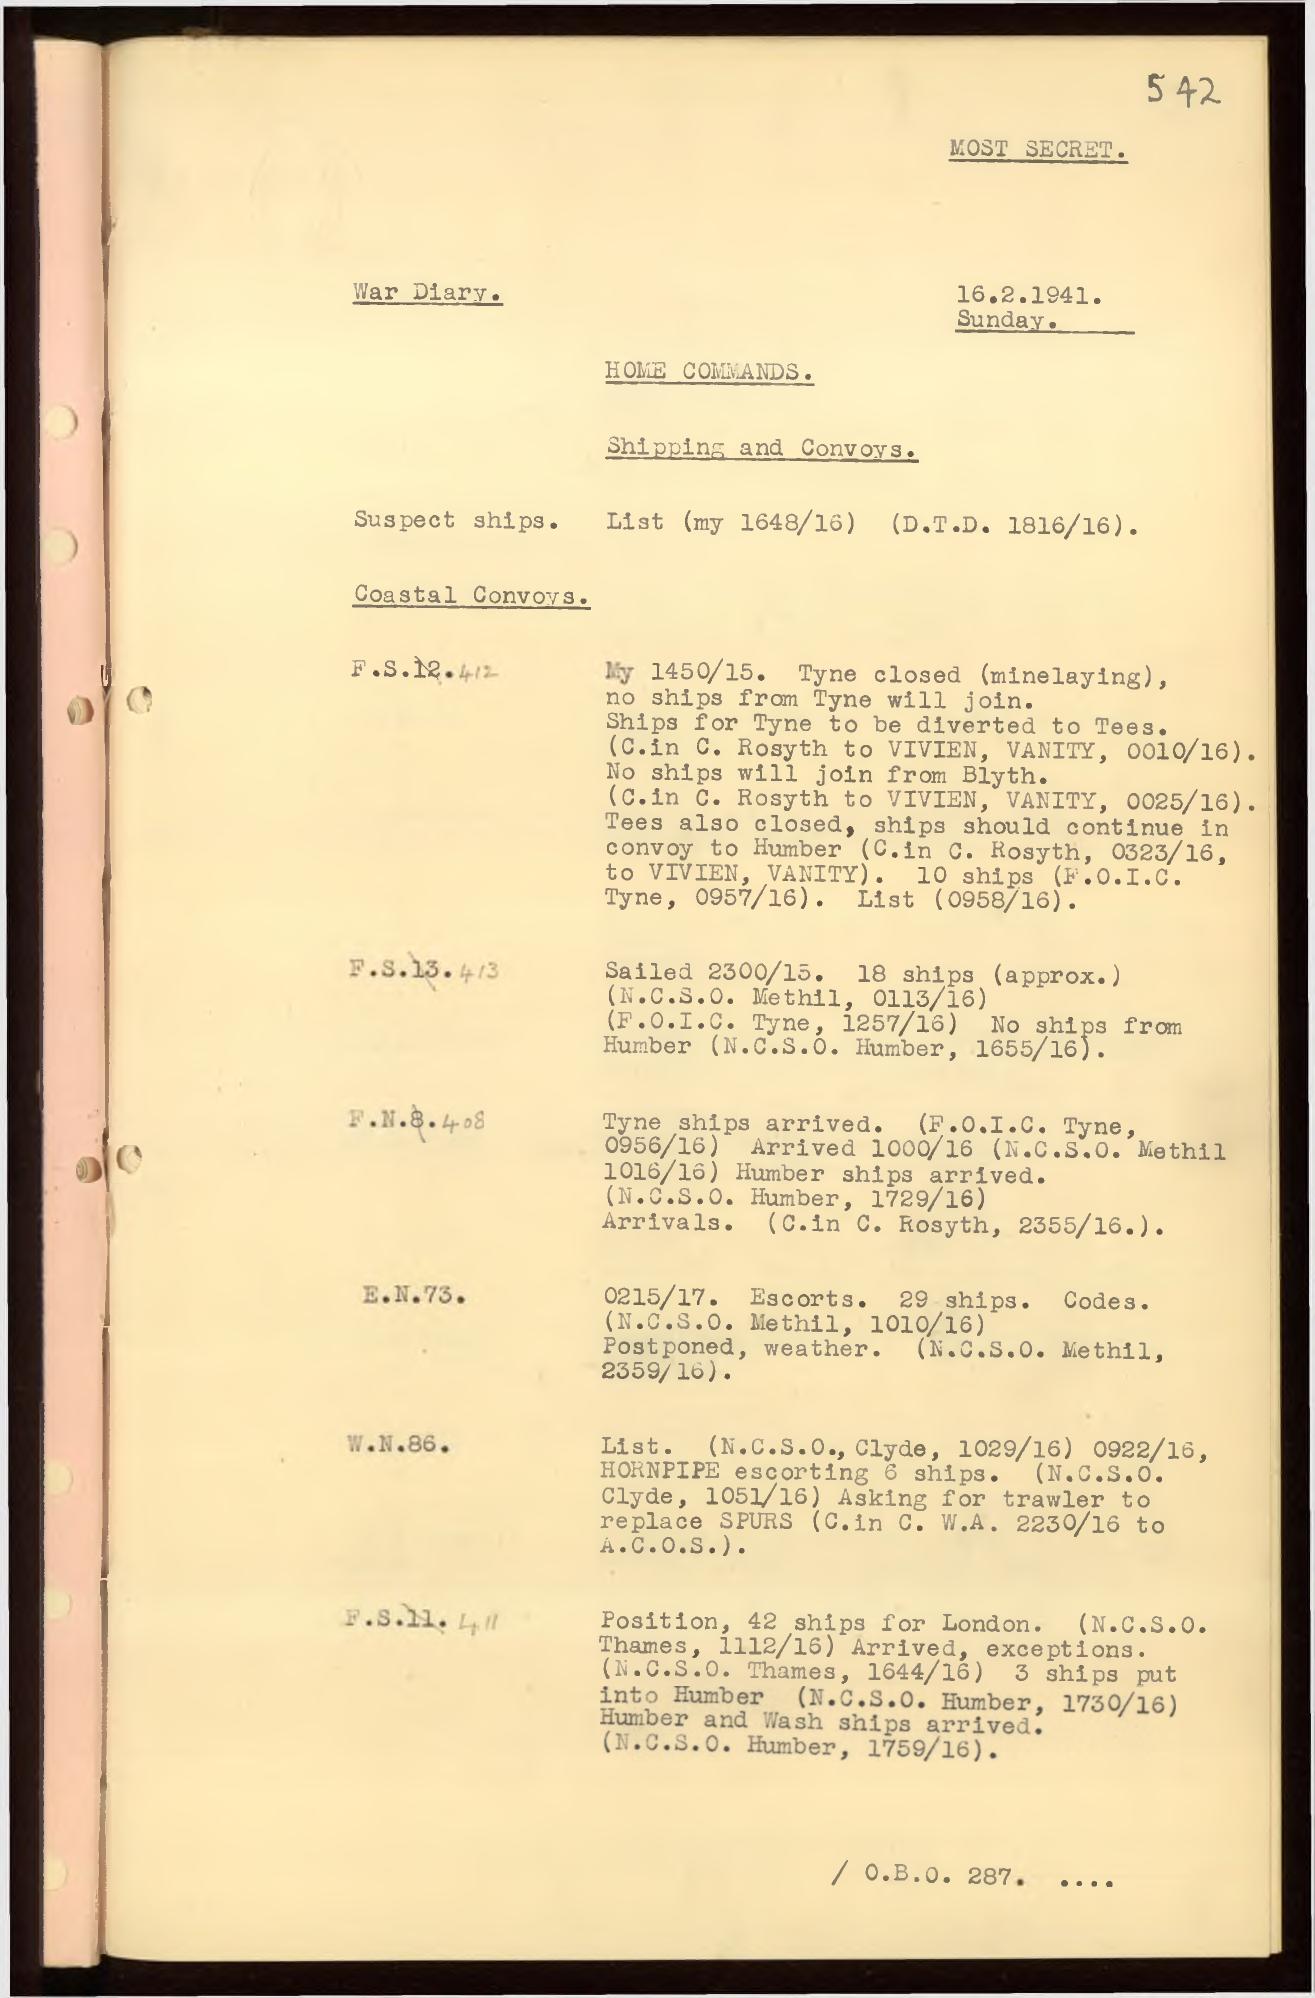 542
MOST SECRET.
War Diary.
16.2.1941.
Sunday.
HOME COMMANDS.
Shipping and Convoys.
Suspect ships. List (my 1648/16) (D.T.D. 1816/16).
Coastal Convoys.
F.S.12. 412 My 1450/15. Tyne closed (minelaying),
no ships from Tyne will join.
Ships for Tyne to be diverted to Tees.
(C.in C. Rosyth to VIVIEN, VANITY, 0010/16).
No ships will join from Blyth.
(C.in C. Rosyth to VIVIEN, VANITY, 0025/16).
Tees also closed, ships should continue in
convoy to Humber (C.in C. Rosyth, 0323/16,
to VIVIEN, VANITY). 10 ships (F.O.I.C.
Tyne, 0957/16). List (0958/16).
F.S.13. 413 Sailed 2300/15. 18 ships (approx.)
(N.C.S.O. Methil, 0113/16)
(F.O.I.C. Tyne, 1257/16) No ships from
Humber (N.C.S.O. Humber, 1655/16).
F.N.8. 408 Tyne ships arrived. (F.O.I.C. Tyne,
0956/16) Arrived 1000/16 (N.C.S.O. Methil
1016/16) Humber ships arrived.
(N.C.S.O. Humber, 1729/16)
Arrivals. (C.in C. Rosyth, 2355/16.).
E.N.73. 0215/17. Escorts. 29 ships. Codes.
(N.C.S.O. Methil, 1010/16)
Postponed, weather. (N.C.S.O. Methil,
2359/16).
W.N.86. List. (N.C.S.O., Clyde, 1029/16) 0922/16,
HORNPIPE escorting 6 ships. (N.C.S.O.
Clyde, 1051/16) Asking for trawler to
replace SPURS (C.in C. W.A. 2230/16 to
A.C.O.S.).
F.S.11. 411 Position, 42 ships for London. (N.C.S.O.
Thames, 1112/16) Arrived, exceptions.
(N.C.S.O. Thames, 1644/16) 3 ships put
into Humber (N.C.S.O. Humber, 1730/16)
Humber and Wash ships arrived.
(N.C.S.O. Humber, 1759/16).
/ O.B.O. 287. ....